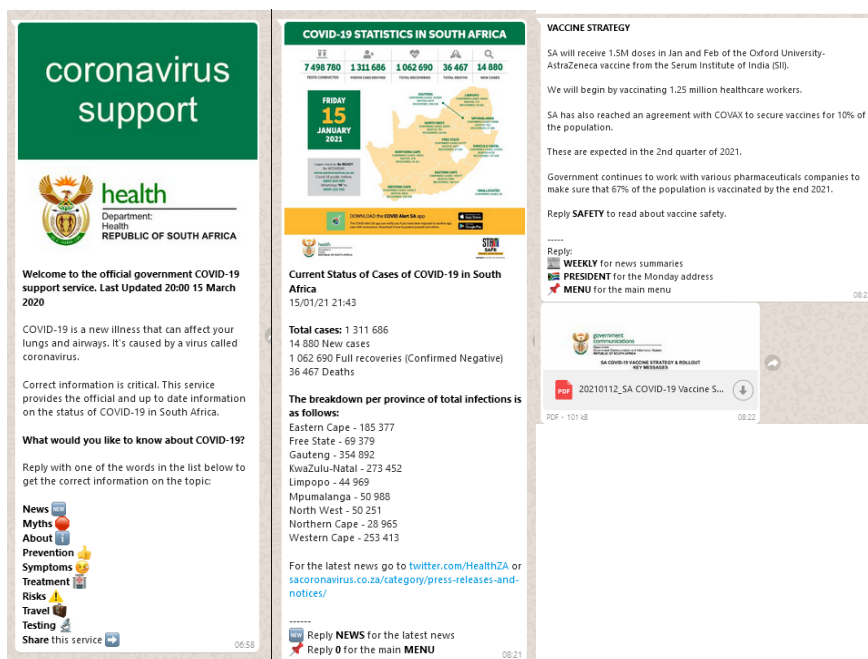 coronavirus
support
health
Department:
Health
REPUBLIC OF SOUTH AFRICA
Welcome to the official government COVID-19
support service. Last Updated 20:00 15 March
2020
COVID-19 is a new illness that can affect your
lungs and airways. It's caused by a virus called
coronavirus.
Correct information is critical. This service
provides the official and up to date information
on the status of COVID-19 in South Africa.
What would you like to know about COVID-19?
Reply with one of the words in the list below to
get the correct information on the topic:
News
Myths
About
Prevention
Symptoms
Treatment
Risks
Travel
Testing
Share this service
06:58
COVID-19 STATISTICS IN SOUTH AFRICA
7 498 780 1 311 686 1 062 690 36 467 14 880
TESTS CONDUCTED POSITIVE CASES IDENTIFIED TOTAL RECOVERIES TOTAL DEATHS NEW CASES
FRIDAY
15
JANUARY
2021
DOWNLOAD the COVID Alert SA app
health
Current Status of Cases of COVID-19 in South
Africa
15/01/21 21:43
Total cases: 1 311 686
14 880 New cases
1 062 690 Full recoveries (Confirmed Negative)
36 467 Deaths
The breakdown per province of total infections is
as follows:
Eastern Cape - 185 377
Free State - 69 379
Gauteng - 354 892
KwaZulu-Natal - 273 452
Limpopo - 44 969
Mpumalanga - 50 988
North West - 50 251
Northern Cape - 28 965
Western Cape - 253 413
For the latest news go to twitter.com/HealthZA or
sacoronavirus.co.za/category/press-releases-and-
notices/
------
Reply NEWS for the latest news
Reply 0 for the main MENU
08:21
VACCINE STRATEGY
SA will receive 1.5M doses in Jan and Feb of the Oxford University-
AstraZeneca vaccine from the Serum Institute of India (SII).
We will begin by vaccinating 1.25 million healthcare workers.
SA has also reached an agreement with COVAX to secure vaccines for 10% of
the population.
These are expected in the 2nd quarter of 2021.
Government continues to work with various pharmaceuticals companies to
make sure that 67% of the population is vaccinated by the end 2021.
Reply SAFETY to read about vaccine safety.
-----
Reply:
WEEKLY for news summaries
PRESIDENT for the Monday address
MENU for the main menu
government
communications
SA COVID-19 VACCINE STRATEGY & ROLLOUT
KEY MESSAGES
PDF 20210112_SA COVID-19 Vaccine S...
PDF • 101 kB 08:22